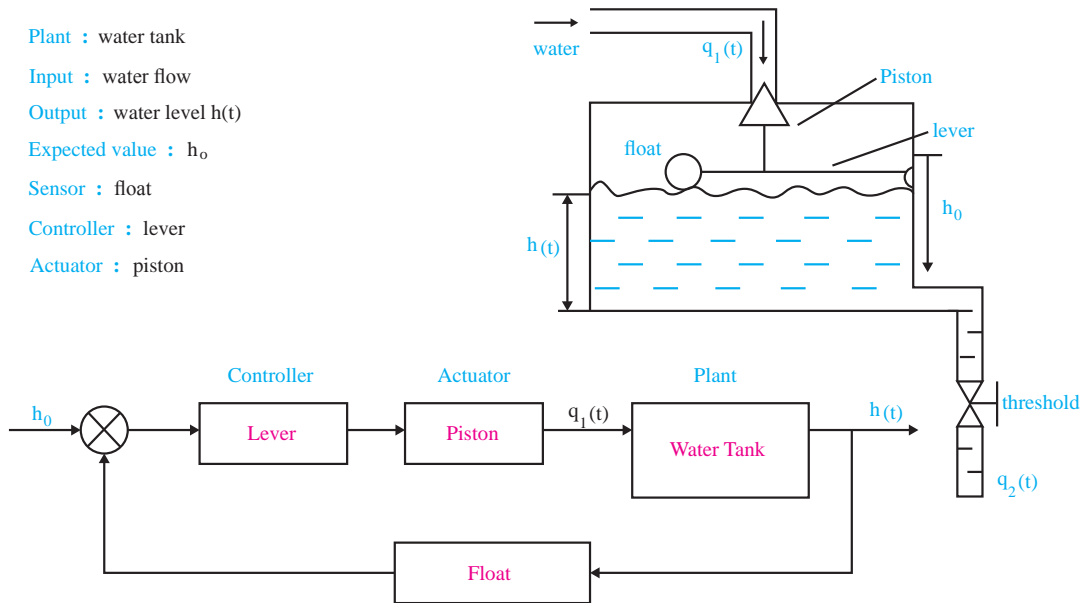 Plant : water tank
Input : water flow
Output : water level h(t)
Expected value : h₀
Sensor : float
Controller : lever
Actuator : piston
water
q₁(t)
Piston
lever
float
h₀
h(t)
threshold
q₂(t)
Controller
Actuator
Plant
h₀
Lever
Piston
q₁(t)
Water Tank
h(t)
Float